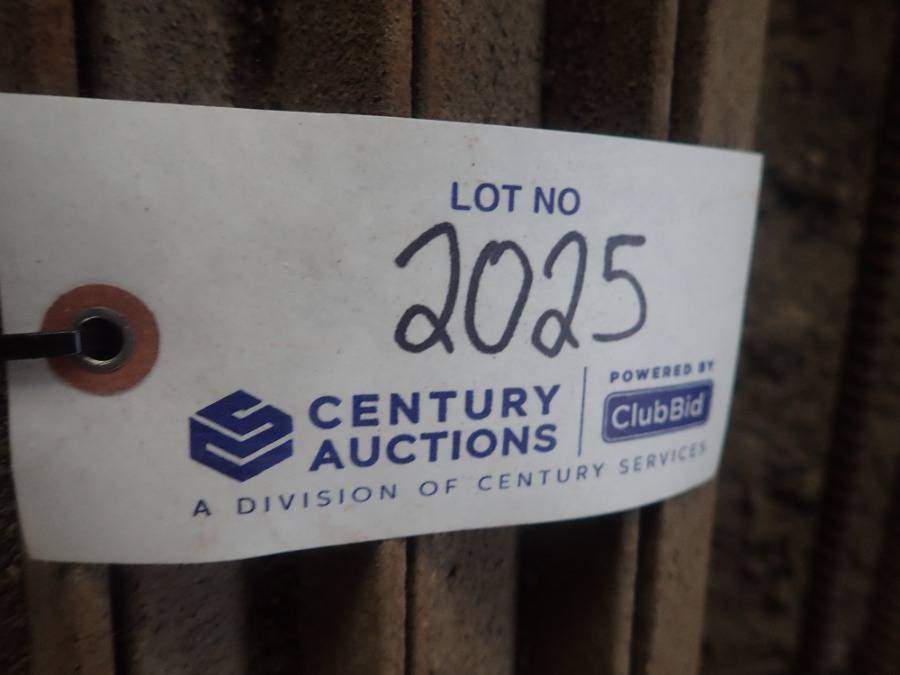 LOT NO
2025
CENTURY
AUCTIONS
POWERED BY
ClubBid
A DIVISION OF CENTURY SERVICES